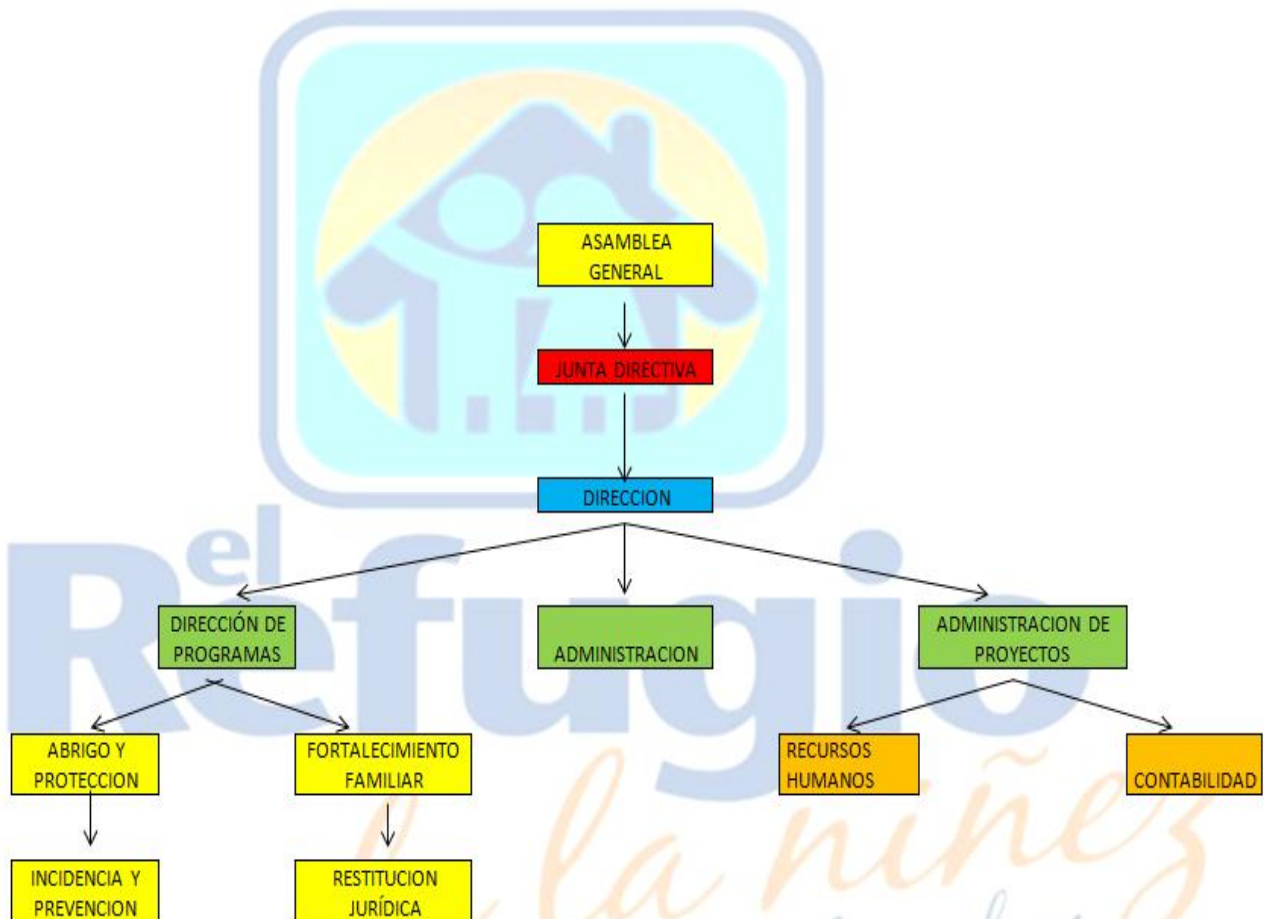 ASAMBLEA
GENERAL
JUNTA DIRECTIVA
DIRECCION
el
Refugio
DIRECCIÓN DE
PROGRAMAS
ADMINISTRACION
ADMINISTRACION DE
PROYECTOS
ABRIGO Y
PROTECCION
FORTALECIMIENTO
FAMILIAR
RECURSOS
HUMANOS
CONTABILIDAD
la niñez
INCIDENCIA Y
PREVENCION
RESTITUCION
JURÍDICA